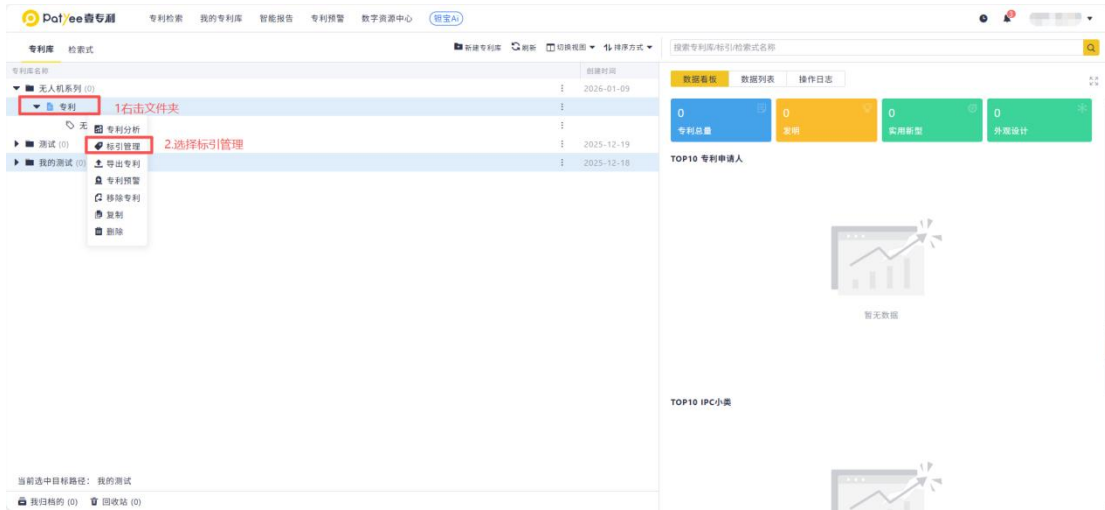 Patyee壹专利 专利检索 我的专利库 智能报告 专利预警 数字资源中心
专利库 检索式 新建专利库 刷新 切换视图 排序方式 搜索专利库/标引/检索式名称
专利库名称 创建时间
数据看板 数据列表 操作日志
无人机系列 (0) 2026-01-09
专利 1右击文件夹
0 0 0 0
专利总量 发明 实用新型 外观设计
无
专利分析
测试 (0) 标引管理 2.选择标引管理 2025-12-19
我的测试 (0) 导出专利 2025-12-18
TOP10 专利申请人
专利预警
移除专利
复制
删除
暂无数据
TOP10 IPC小类
当前选中目标路径: 我的测试
我归档的 (0) 回收站 (0)